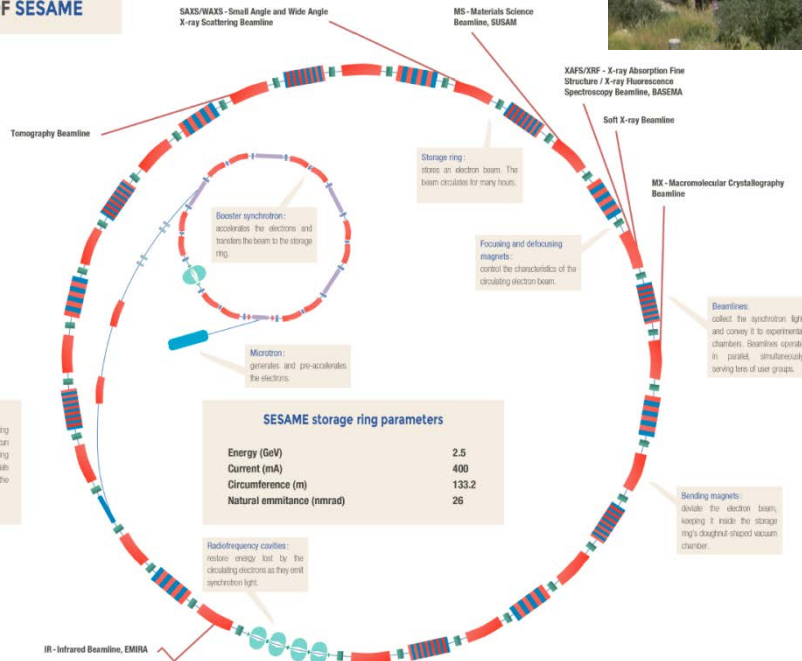 OF SESAME
SAXS/WAXS - Small Angle and Wide Angle
X-ray Scattering Beamline
MS - Materials Science
Beamline, SUSAM
XAFS/XRF - X-ray Absorption Fine
Structure / X-ray Fluorescence
Spectroscopy Beamline, BASEMA
Soft X-ray Beamline
Tomography Beamline
MX - Macromolecular Crystallography
Beamline
Storage ring :
stores an electron beam. The
beam circulates for many hours.
Booster synchrotron :
accelerates the electrons and
transfers the beam to the storage
ring.
Focusing and defocusing
magnets :
control the characteristics of the
circulating electron beam.
Beamlines:
collect the synchrotron light
and convey it to experimental
chambers. Beamlines operate
in parallel, simultaneously
serving tens of user groups.
Microtron :
generates and pre-accelerates
the electrons.
SESAME storage ring parameters
Energy (GeV) 2.5
Current (mA) 400
Circumference (m) 133.2
Natural emmitance (nmrad) 26
Bending magnets :
deviate the electron beam,
keeping it inside the storage
ring's doughnut-shaped vacuum
chamber.
Radiofrequency cavities :
restore energy lost by the
circulating electrons as they emit
synchrotron light.
IR - Infrared Beamline, EMIRA